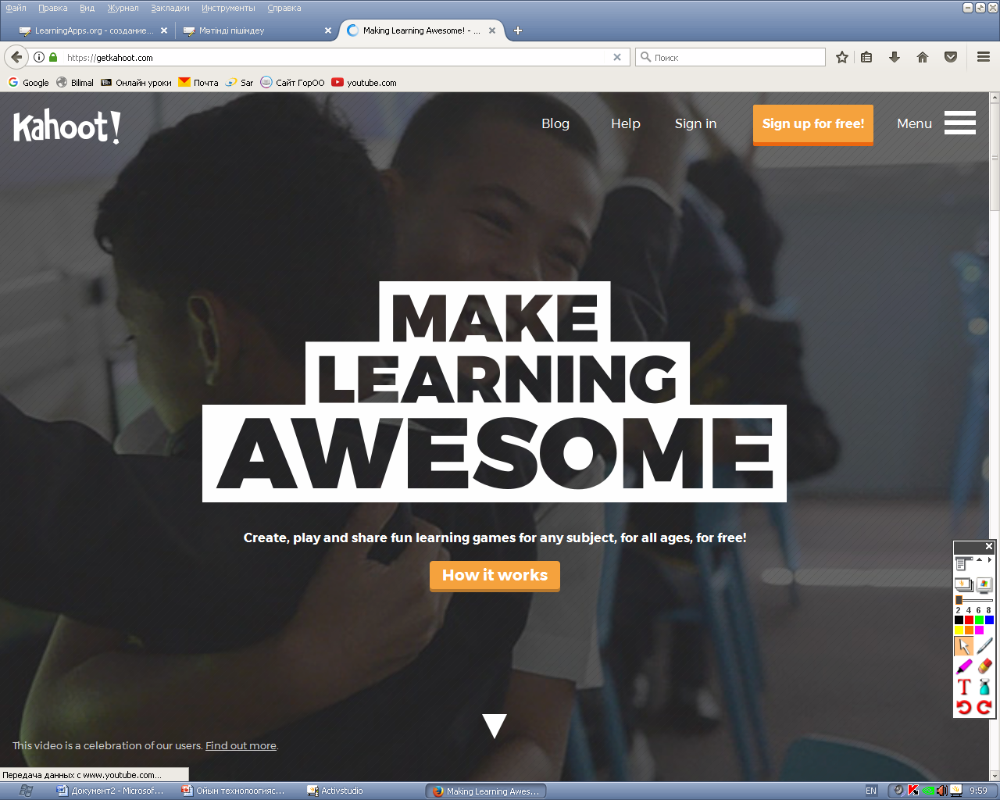 Файл Правка Вид Журнал Закладки Инструменты Справка
LearningApps.org - создание... Мәтінді пішімдеу Making Learning Awesome! - ...
https://getkahoot.com Поиск
Google Bilimal Онлайн уроки Почта Sar Сайт ГорОО youtube.com
Kahoot! Blog Help Sign in Sign up for free! Menu
MAKE
LEARNING
AWESOME
Create, play and share fun learning games for any subject, for all ages, for free!
How it works
2 4 6 8
T
This video is a celebration of our users. Find out more.
Передача данных с www.youtube.com...
Документ2 - Microsof... Ойын технолоогияс... Activstudio Making Learning Awes... EN 9:59